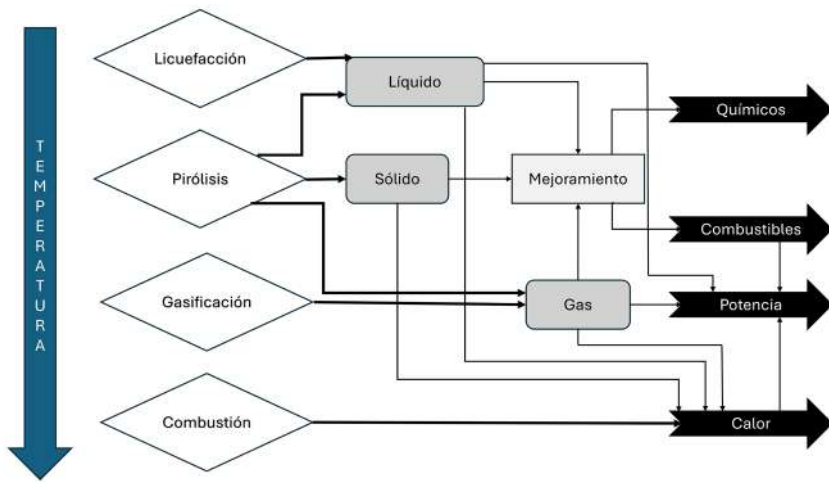 TEMPERATURA
Licuefacción
Líquido
Químicos
Pirólisis
Sólido
Mejoramiento
Combustibles
Gasificación
Gas
Potencia
Combustión
Calor